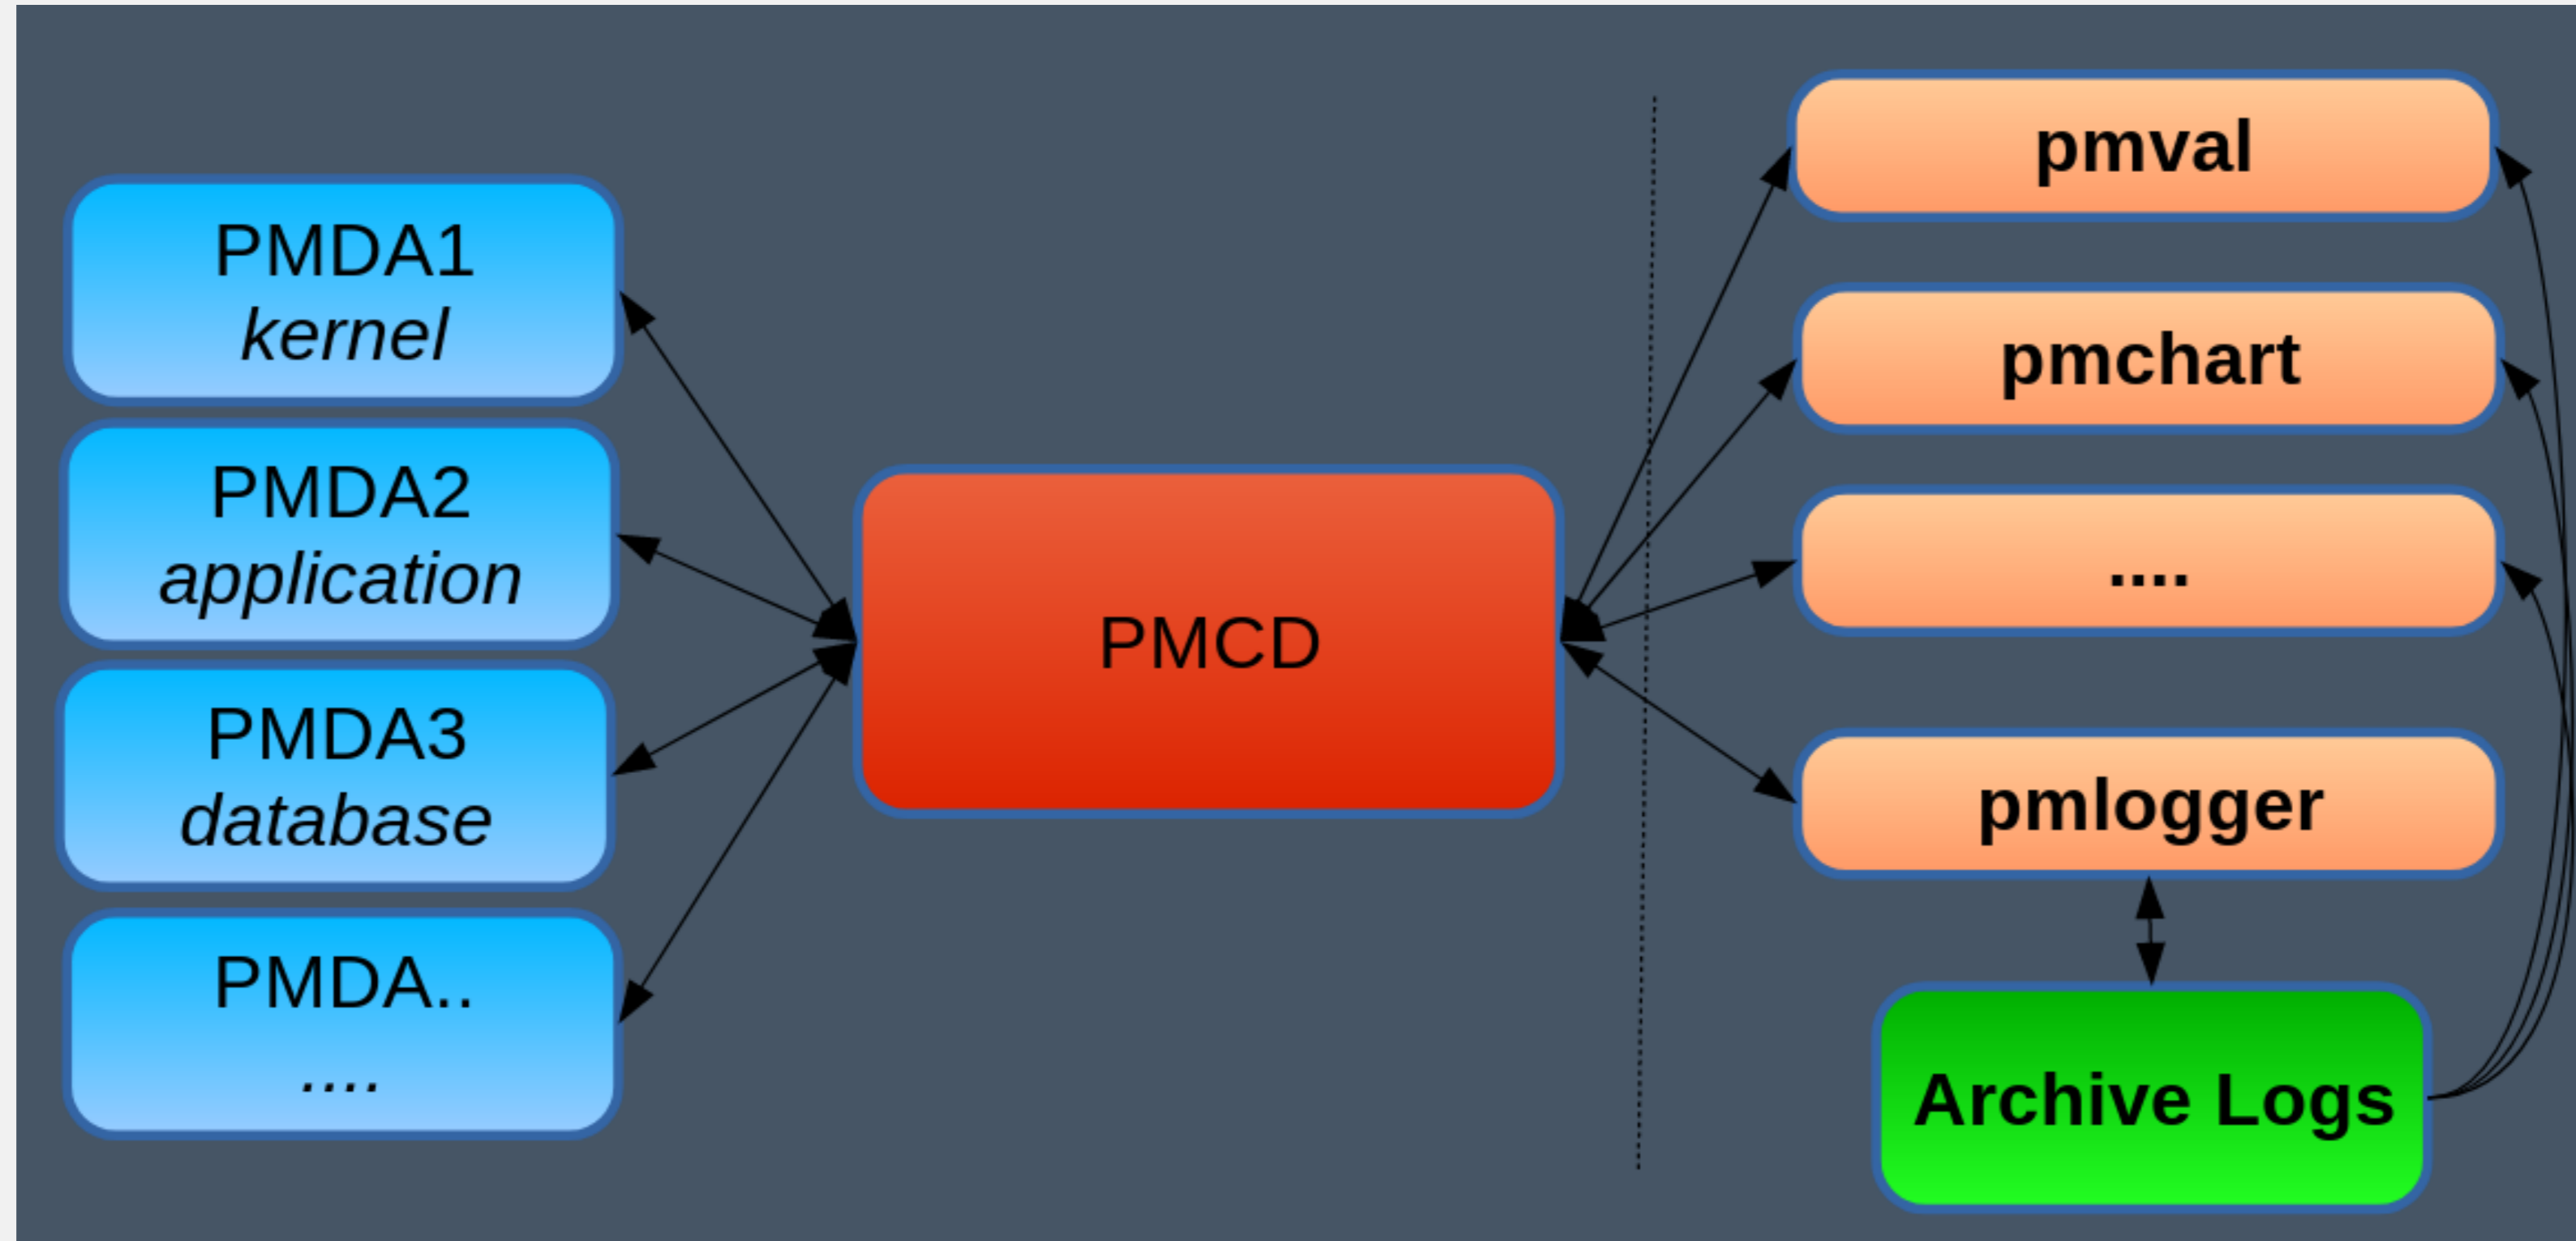 PMDA1
kernel
PMDA2
application
PMDA3
database
PMDA..
....
PMCD
pmval
pmchart
....
pmlogger
Archive Logs